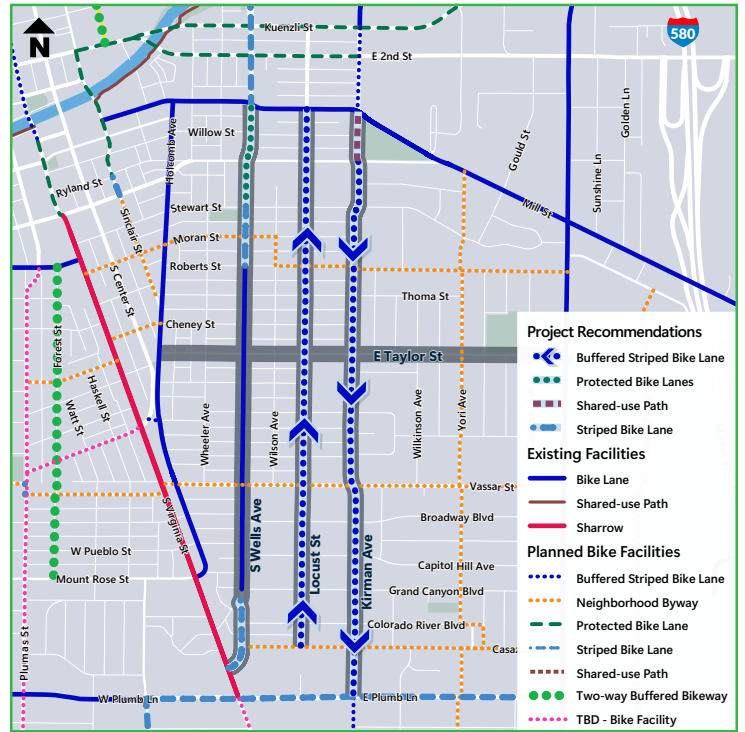 Kuenzli St
580
N
E 2nd St
Golden Ln
Willow St
Holcomb Ave
Gould St
Sunshine Ln
Ryland St
Stewart St
Mill St
Sinclair St
Moran St
Roberts St
S Center St
Thoma St
Cheney St
Forest St
E Taylor St
Haskell St
Watt St
Wheeler Ave
Wilson Ave
Wilkinson Ave
Yori Ave
Vassar St
S Virginia St
Broadway Blvd
S Wells Ave
Locust St
Kirman Ave
W Pueblo St
Capitol Hill Ave
Mount Rose St
Grand Canyon Blvd
Colorado River Blvd
Plumas St
Casaz
W Plumb Ln
E Plumb Ln
Project Recommendations
Buffered Striped Bike Lane
Protected Bike Lanes
Shared-use Path
Striped Bike Lane
Existing Facilities
Bike Lane
Shared-use Path
Sharrow
Planned Bike Facilities
Buffered Striped Bike Lane
Neighborhood Byway
Protected Bike Lane
Striped Bike Lane
Shared-use Path
Two-way Buffered Bikeway
TBD - Bike Facility